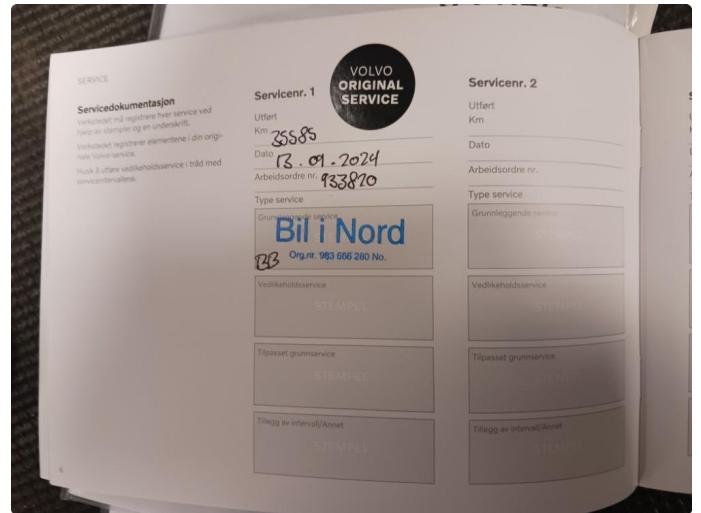 SERVICE
Servicedokumentasjon
Verkstedet må registrere hver service ved
hjelp av stempler og en underskrift.
Verkstedet registrerer elementene i din origi-
nale Volvo-service.
Husk å utføre vedlikeholdsservice i tråd med
serviceintervallene.
VOLVO
ORIGINAL
SERVICE
Servicenr. 1
Utført
Km 35585
Dato 13.09.2024
Arbeidsordre nr. 933820
Type service
Grunnleggende service
Bil i Nord
Org.nr. 983 666 280 No.
BB
Vedlikeholdsservice
STEMPEL
Tilpasset grunnservice
STEMPEL
Tillegg av intervall/Annet
STEMPEL
Servicenr. 2
Utført
Km
Dato
Arbeidsordre nr.
Type service
Grunnleggende service
STEMPEL
Vedlikeholdsservice
STEMPEL
Tilpasset grunnservice
STEMPEL
Tillegg av intervall/Annet
STEMPEL
6